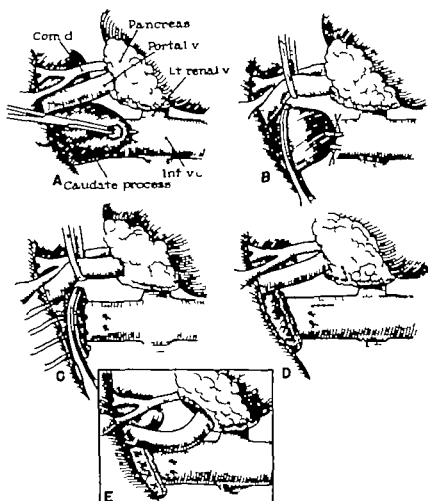 Com d
Pancreas
Portal v
Lt renal v
Inf vc
Caudate process
A
B
C
D
E